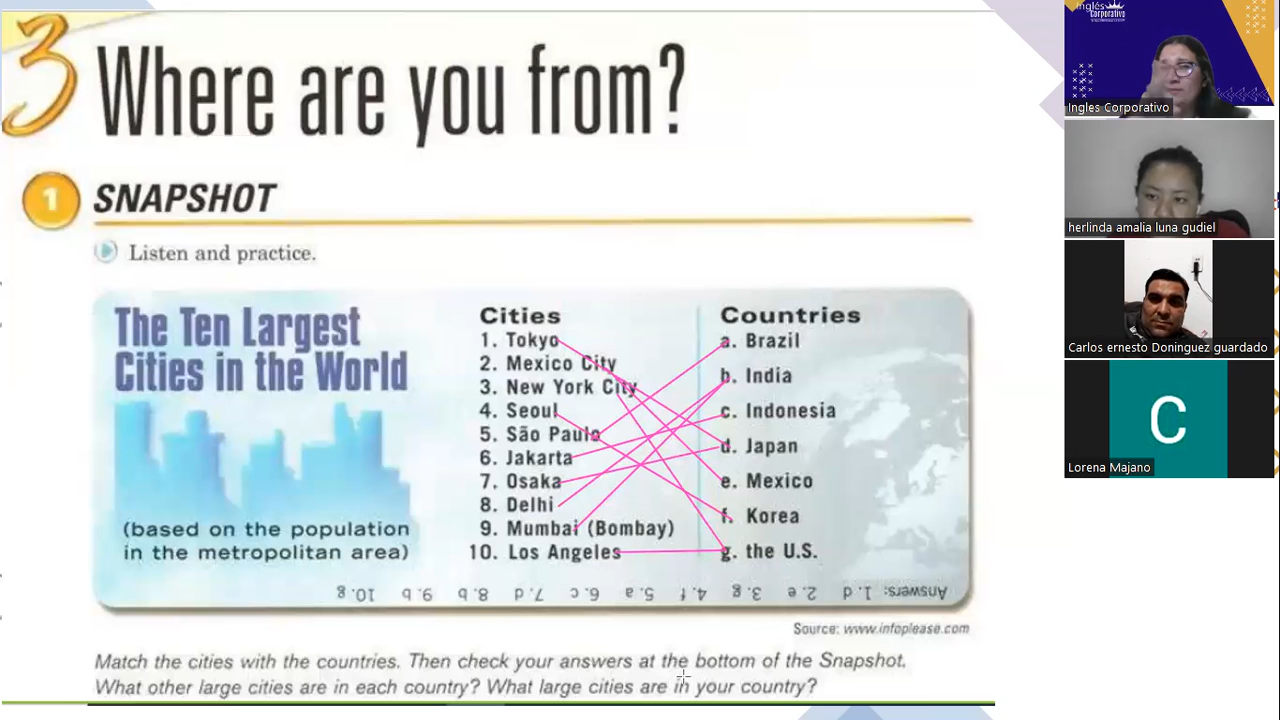 3 Where are you from?
1 SNAPSHOT
Listen and practice.
The Ten Largest
Cities in the World
(based on the population
in the metropolitan area)
Cities
1. Tokyo
2. Mexico City
3. New York City
4. Seoul
5. São Paulo
6. Jakarta
7. Osaka
8. Delhi
9. Mumbai (Bombay)
10. Los Angeles
Countries
a. Brazil
b. India
c. Indonesia
d. Japan
e. Mexico
f. Korea
g. the U.S.
Answers: 1. d 2. e 3. g 4. f 5. a 6. c 7. d 8. b 9. b 10. g
Source: www.infoplease.com
Match the cities with the countries. Then check your answers at the bottom of the Snapshot.
What other large cities are in each country? What large cities are in your country?
Inglés
Corporativo
Ingles Corporativo
herlinda amalia luna gudiel
Carlos ernesto Doninguez guardado
C
Lorena Majano